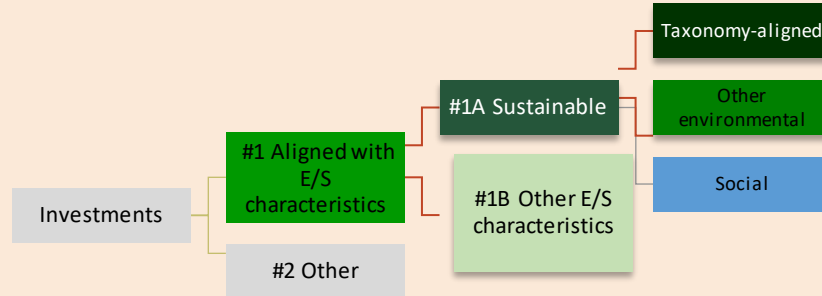 Taxonomy-aligned
#1A Sustainable
Other
environmental
#1 Aligned with
E/S
characteristics
Social
#1B Other E/S
characteristics
Investments
#2 Other